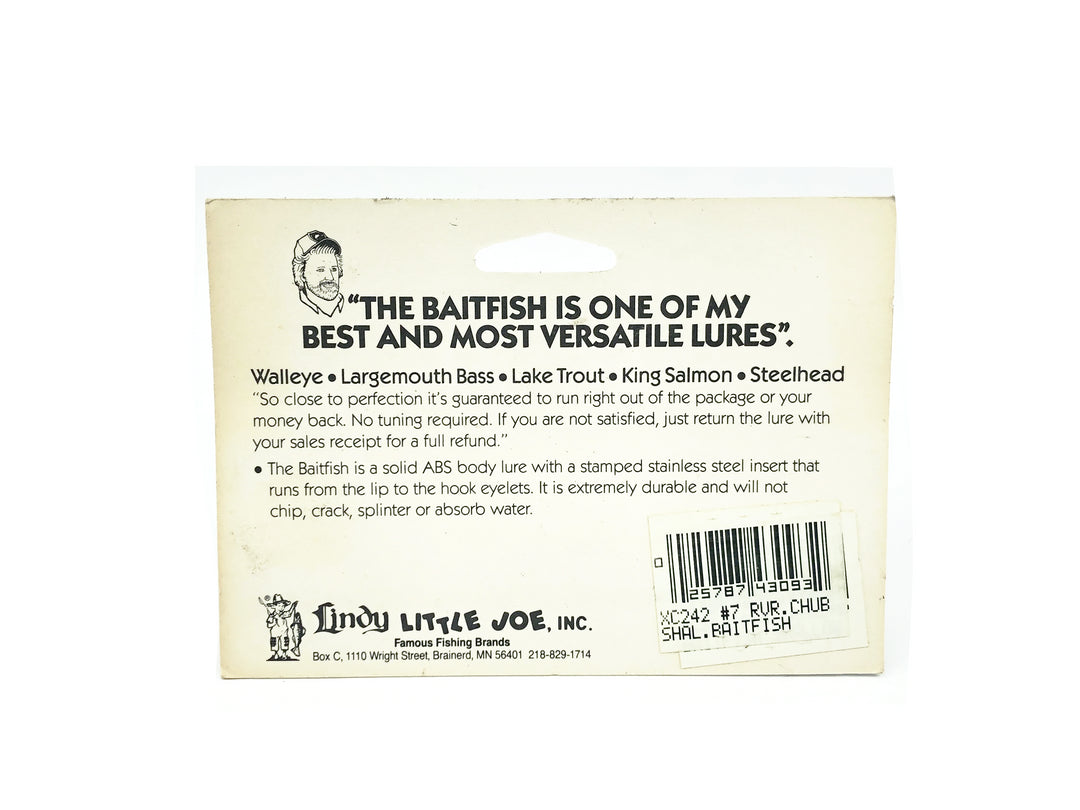 “THE BAITFISH IS ONE OF MY
BEST AND MOST VERSATILE LURES”.
Walleye • Largemouth Bass • Lake Trout • King Salmon • Steelhead
“So close to perfection it’s guaranteed to run right out of the package or your
money back. No tuning required. If you are not satisfied, just return the lure with
your sales receipt for a full refund.”
• The Baitfish is a solid ABS body lure with a stamped stainless steel insert that
runs from the lip to the hook eyelets. It is extremely durable and will not
chip, crack, splinter or absorb water.
25787 43093
XC242 #7 RVR.CHUB
SHAL.BAITFISH
® Lindy LITTLE JOE, INC.
Famous Fishing Brands
Box C, 1110 Wright Street, Brainerd, MN 56401 218-829-1714